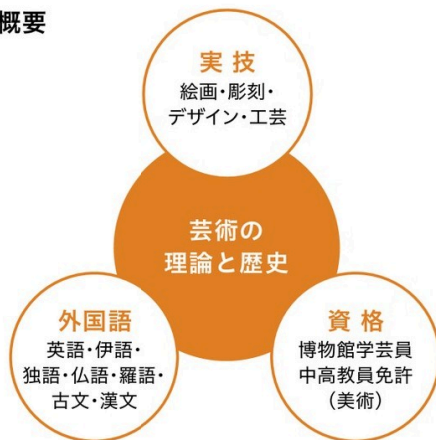 概要
実技
絵画・彫刻・
デザイン・工芸
芸術の
理論と歴史
外国語
英語・伊語・
独語・仏語・羅語・
古文・漢文
資格
博物館学芸員
中高教員免許
（美術）